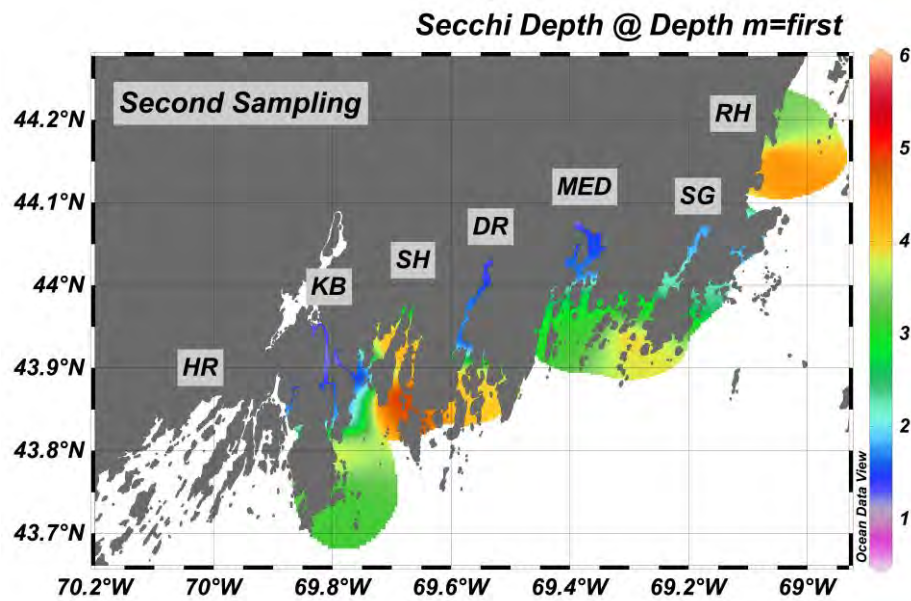 Secchi Depth @ Depth m=first
Second Sampling
RH
MED
SG
DR
SH
KB
HR
44.2°N
44.1°N
44°N
43.9°N
43.8°N
43.7°N
70.2°W
70°W
69.8°W
69.6°W
69.4°W
69.2°W
69°W
6
5
4
3
2
1
0
Ocean Data View